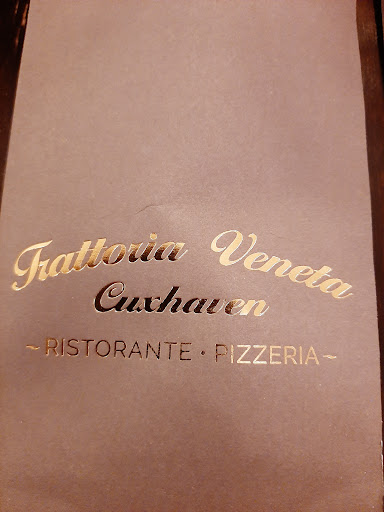 Trattoria Veneta
Cuxhaven
~RISTORANTE • PIZZERIA~